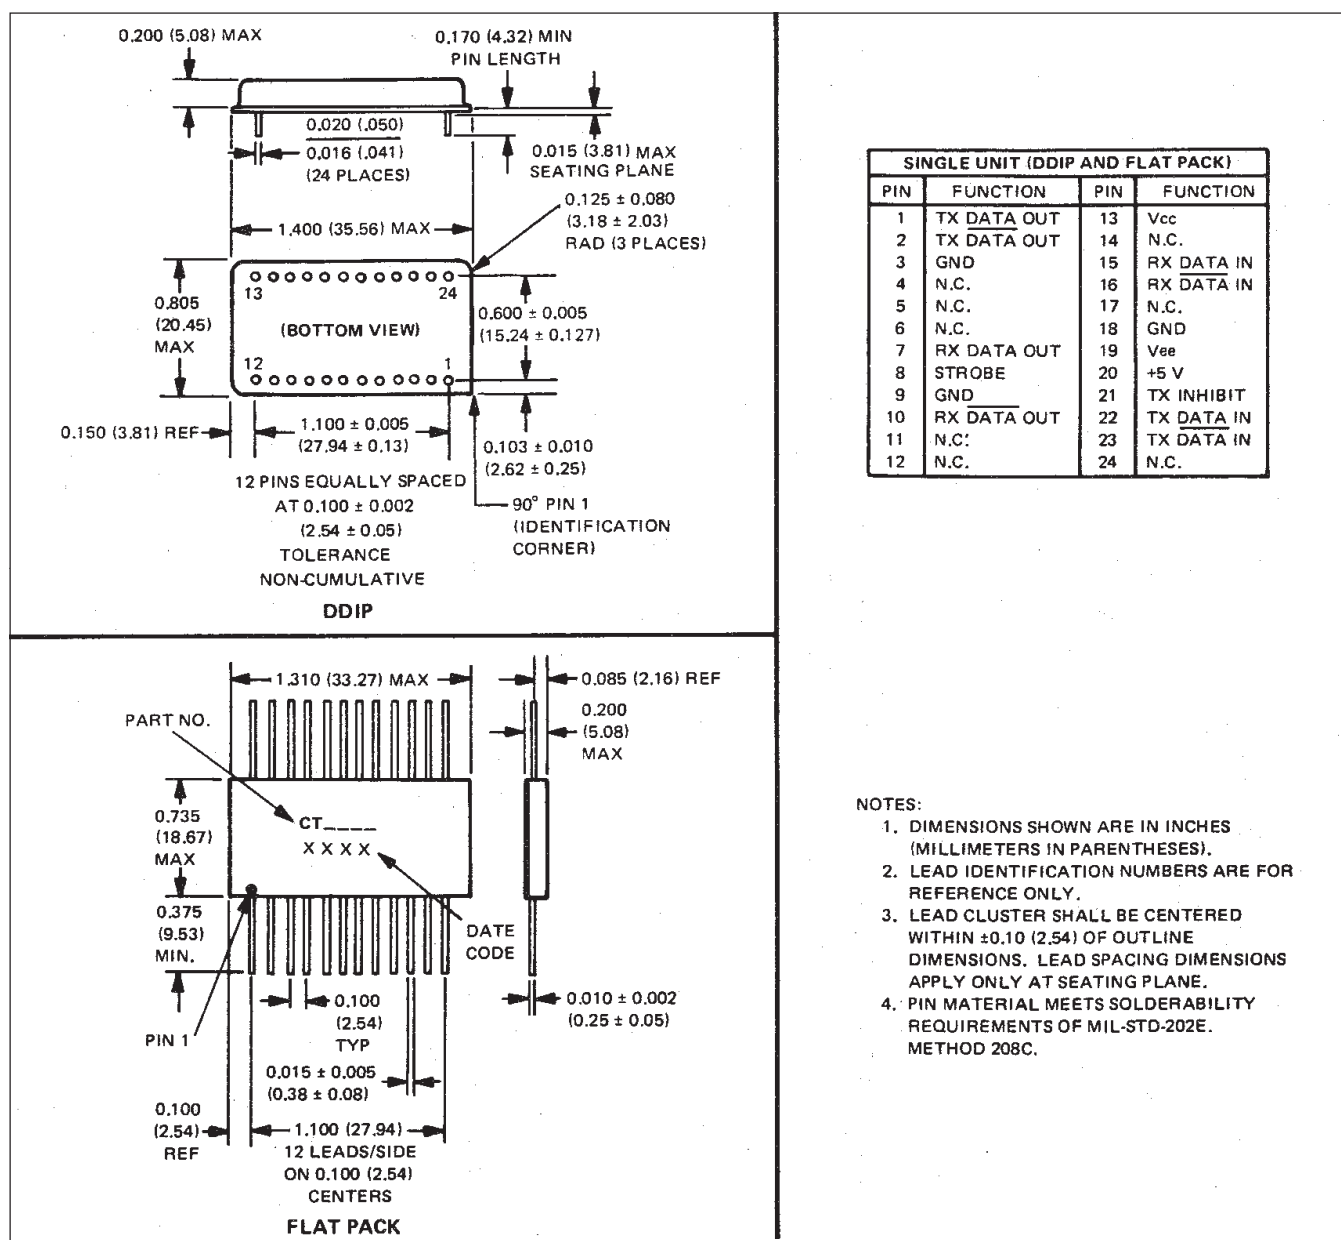 0.200 (5.08) MAX
0.170 (4.32) MIN
PIN LENGTH
0.020 (.050)
0.016 (.041)
(24 PLACES)
0.015 (3.81) MAX
SEATING PLANE
0.125 ± 0.080
(3.18 ± 2.03)
RAD (3 PLACES)
1.400 (35.56) MAX
13
24
0.805
(20.45)
MAX
(BOTTOM VIEW)
0.600 ± 0.005
(15.24 ± 0.127)
12
1
0.150 (3.81) REF
1.100 ± 0.005
(27.94 ± 0.13)
0.103 ± 0.010
(2.62 ± 0.25)
12 PINS EQUALLY SPACED
AT 0.100 ± 0.002
(2.54 ± 0.05)
TOLERANCE
NON-CUMULATIVE
90° PIN 1
(IDENTIFICATION
CORNER)
DDIP
SINGLE UNIT (DDIP AND FLAT PACK)
PIN FUNCTION PIN FUNCTION
1 TX DATA OUT 13 Vcc
2 TX D̅A̅T̅A̅ OUT 14 N.C.
3 GND 15 RX DATA IN
4 N.C. 16 RX D̅A̅T̅A̅ IN
5 N.C. 17 N.C.
6 N.C. 18 GND
7 RX DATA OUT 19 Vee
8 STROBE 20 +5 V
9 GND 21 TX INHIBIT
10 RX D̅A̅T̅A̅ OUT 22 TX DATA IN
11 N.C. 23 TX D̅A̅T̅A̅ IN
12 N.C. 24 N.C.
1.310 (33.27) MAX
0.085 (2.16) REF
PART NO.
0.200
(5.08)
MAX
0.735
(18.67)
MAX
CT____
X X X X
0.375
(9.53)
MIN.
DATE
CODE
PIN 1
0.100
(2.54)
TYP
0.010 ± 0.002
(0.25 ± 0.05)
0.015 ± 0.005
(0.38 ± 0.08)
0.100
(2.54)
REF
1.100 (27.94)
12 LEADS/SIDE
ON 0.100 (2.54)
CENTERS
FLAT PACK
NOTES:
1. DIMENSIONS SHOWN ARE IN INCHES
(MILLIMETERS IN PARENTHESES).
2. LEAD IDENTIFICATION NUMBERS ARE FOR
REFERENCE ONLY.
3. LEAD CLUSTER SHALL BE CENTERED
WITHIN ±0.10 (2.54) OF OUTLINE
DIMENSIONS. LEAD SPACING DIMENSIONS
APPLY ONLY AT SEATING PLANE.
4. PIN MATERIAL MEETS SOLDERABILITY
REQUIREMENTS OF MIL-STD-202E.
METHOD 208C.